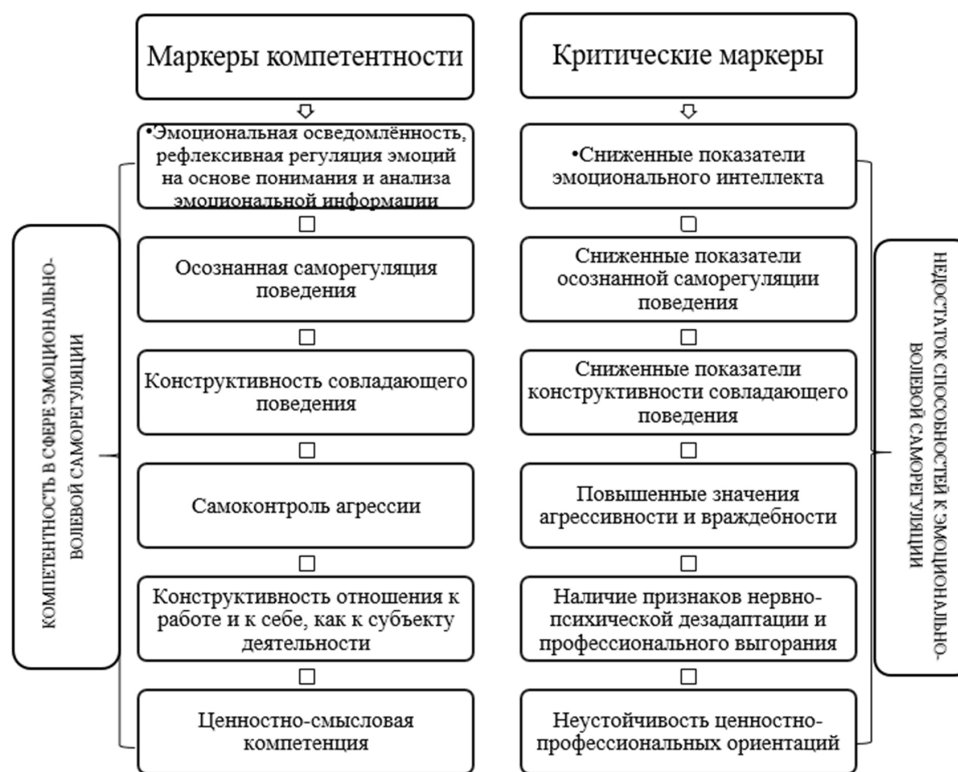 Маркеры компетентности
•Эмоциональная осведомлённость,
рефлексивная регуляция эмоций
на основе понимания и анализа
эмоциональной информации
Осознанная саморегуляция
поведения
Конструктивность совладающего
поведения
Самоконтроль агрессии
Конструктивность отношения к
работе и к себе, как к субъекту
деятельности
Ценностно-смысловая
компетенция
КОМПЕТЕНТНОСТЬ В СФЕРЕ ЭМОЦИОНАЛЬНО-
ВОЛЕВОЙ САМОРЕГУЛЯЦИИ
Критические маркеры
•Сниженные показатели
эмоционального интеллекта
Сниженные показатели
осознанной саморегуляции
поведения
Сниженные показатели
конструктивности совладающего
поведения
Повышенные значения
агрессивности и враждебности
Наличие признаков нервно-
психической дезадаптации и
профессионального выгорания
Неустойчивость ценностно-
профессиональных ориентаций
НЕДОСТАТОК СПОСОБНОСТЕЙ К ЭМОЦИОНАЛЬНО-
ВОЛЕВОЙ САМОРЕГУЛЯЦИИ